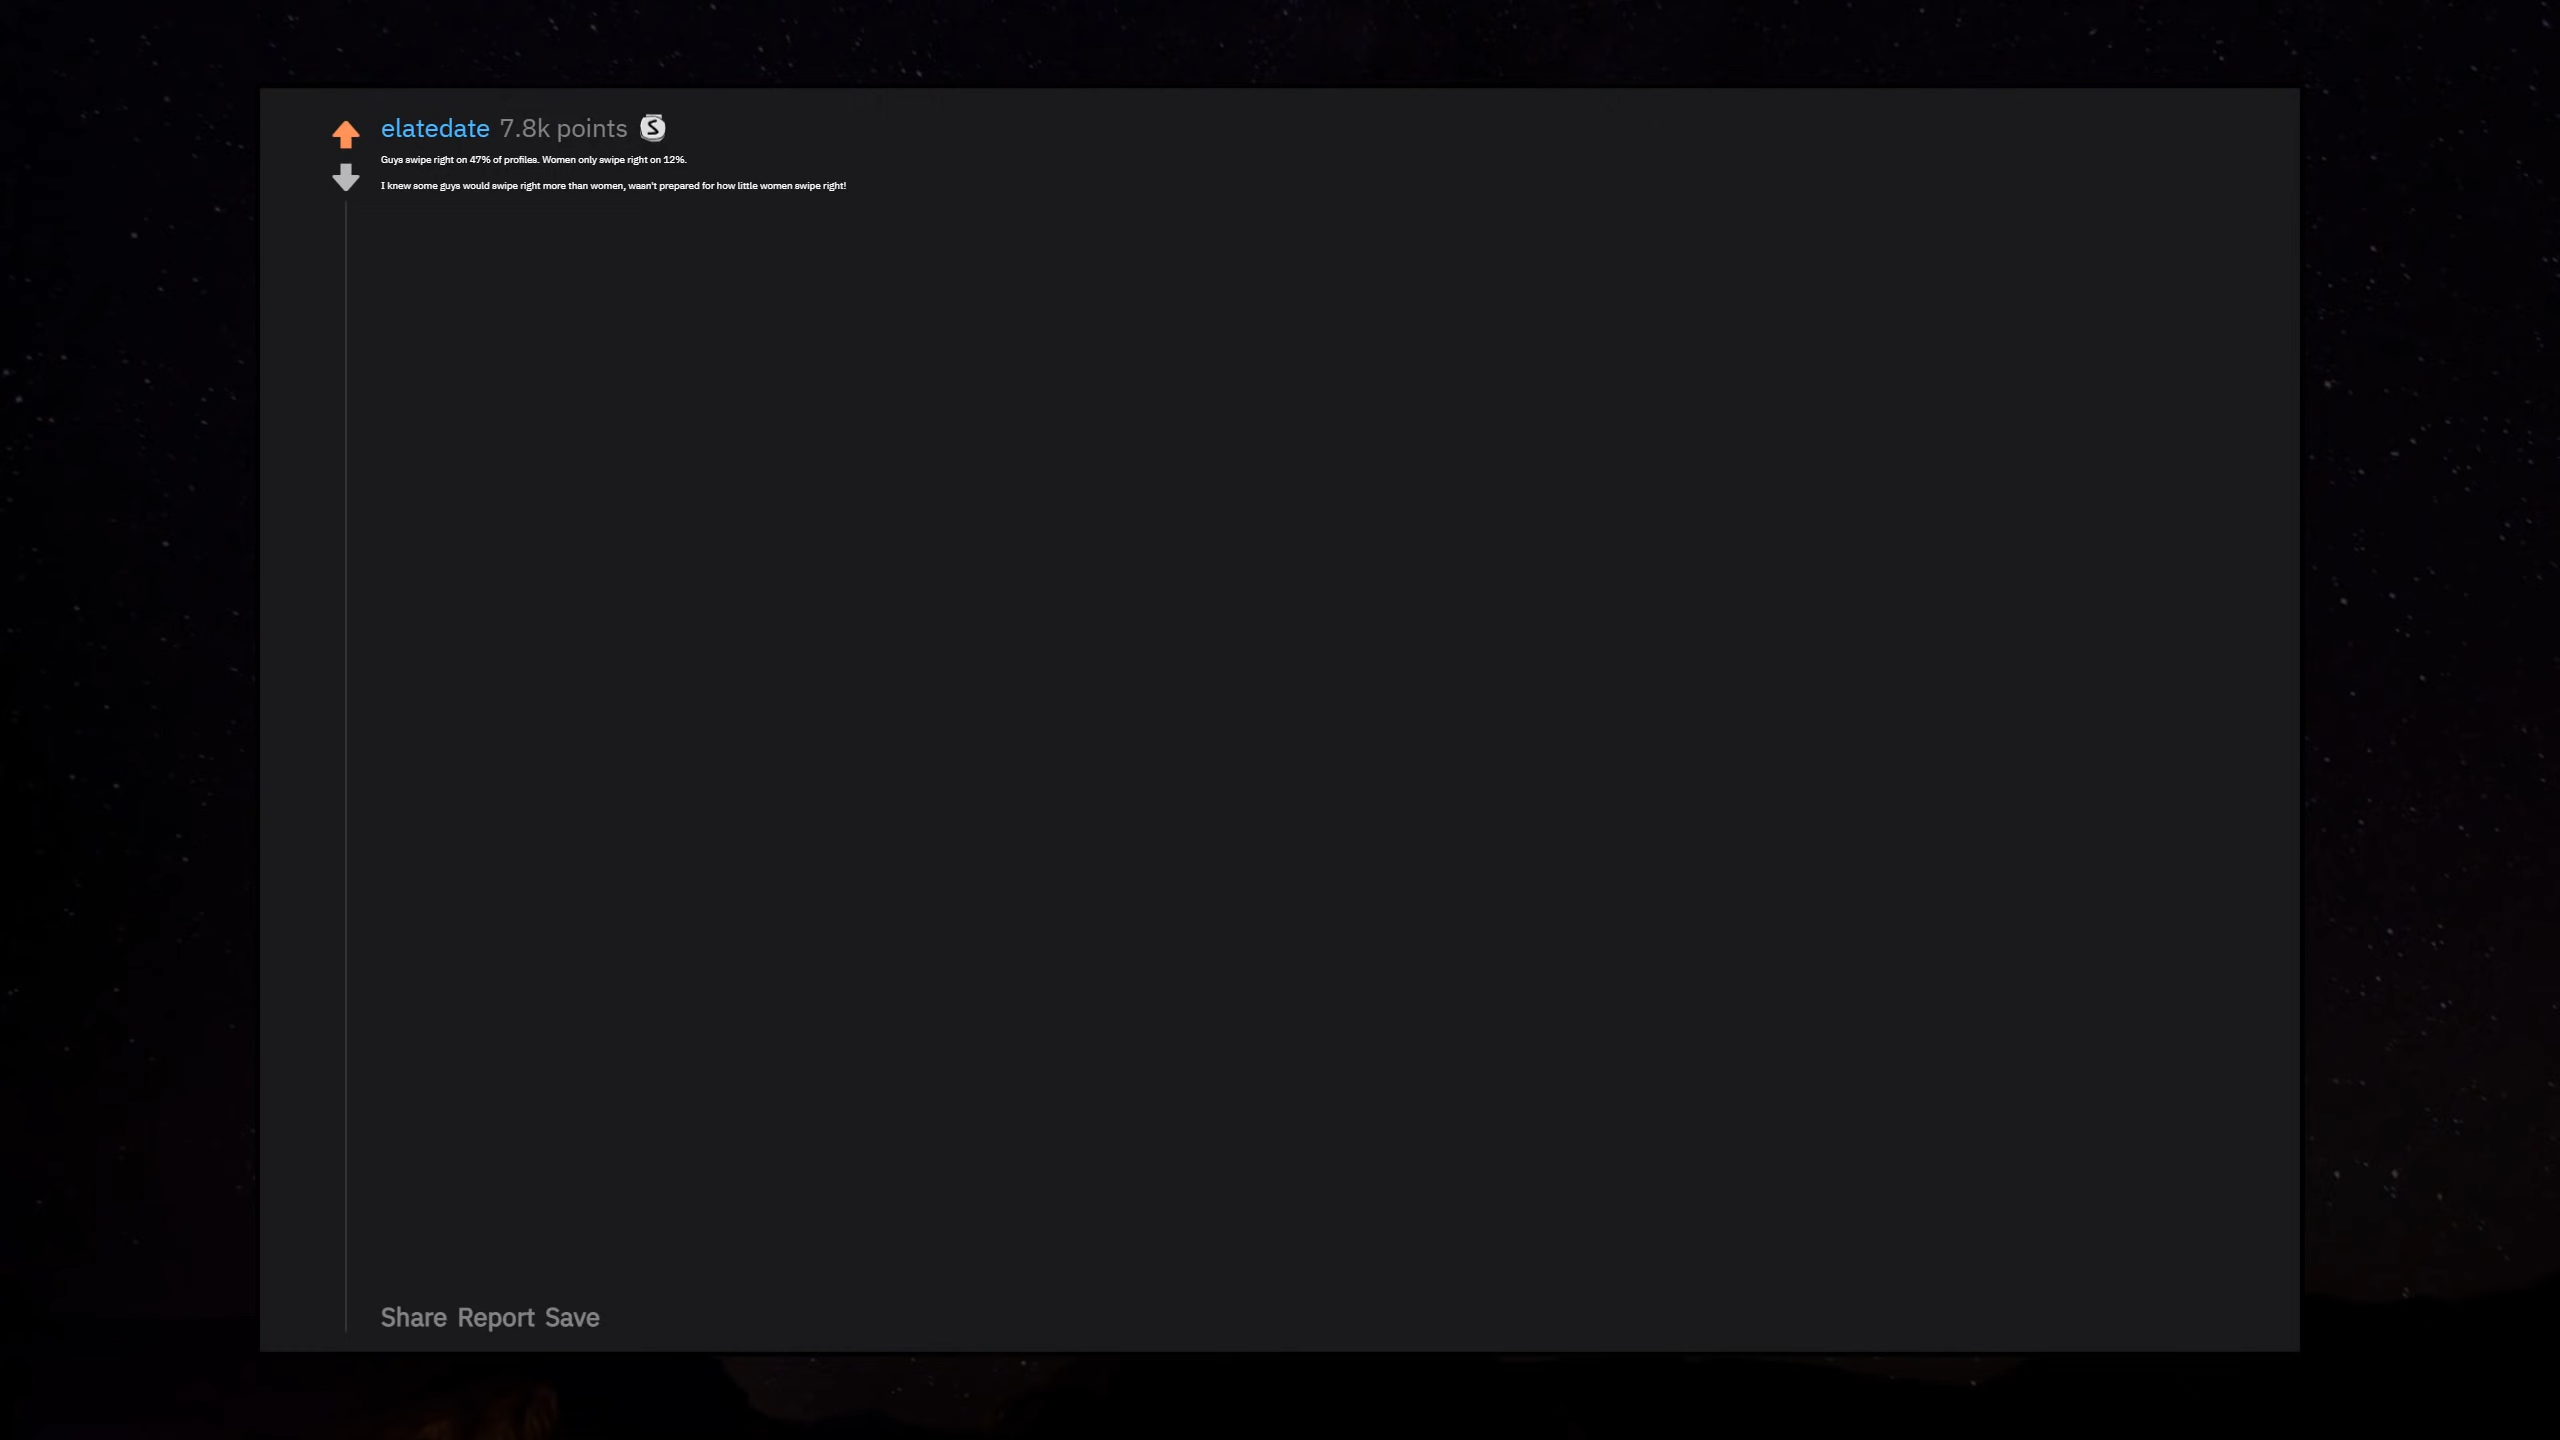 elatedate 7.8k points S
Guys swipe right on 47% of profiles. Women only swipe right on 12%.
I knew some guys would swipe right more than women, wasn't prepared for how little women swipe right!
Share Report Save